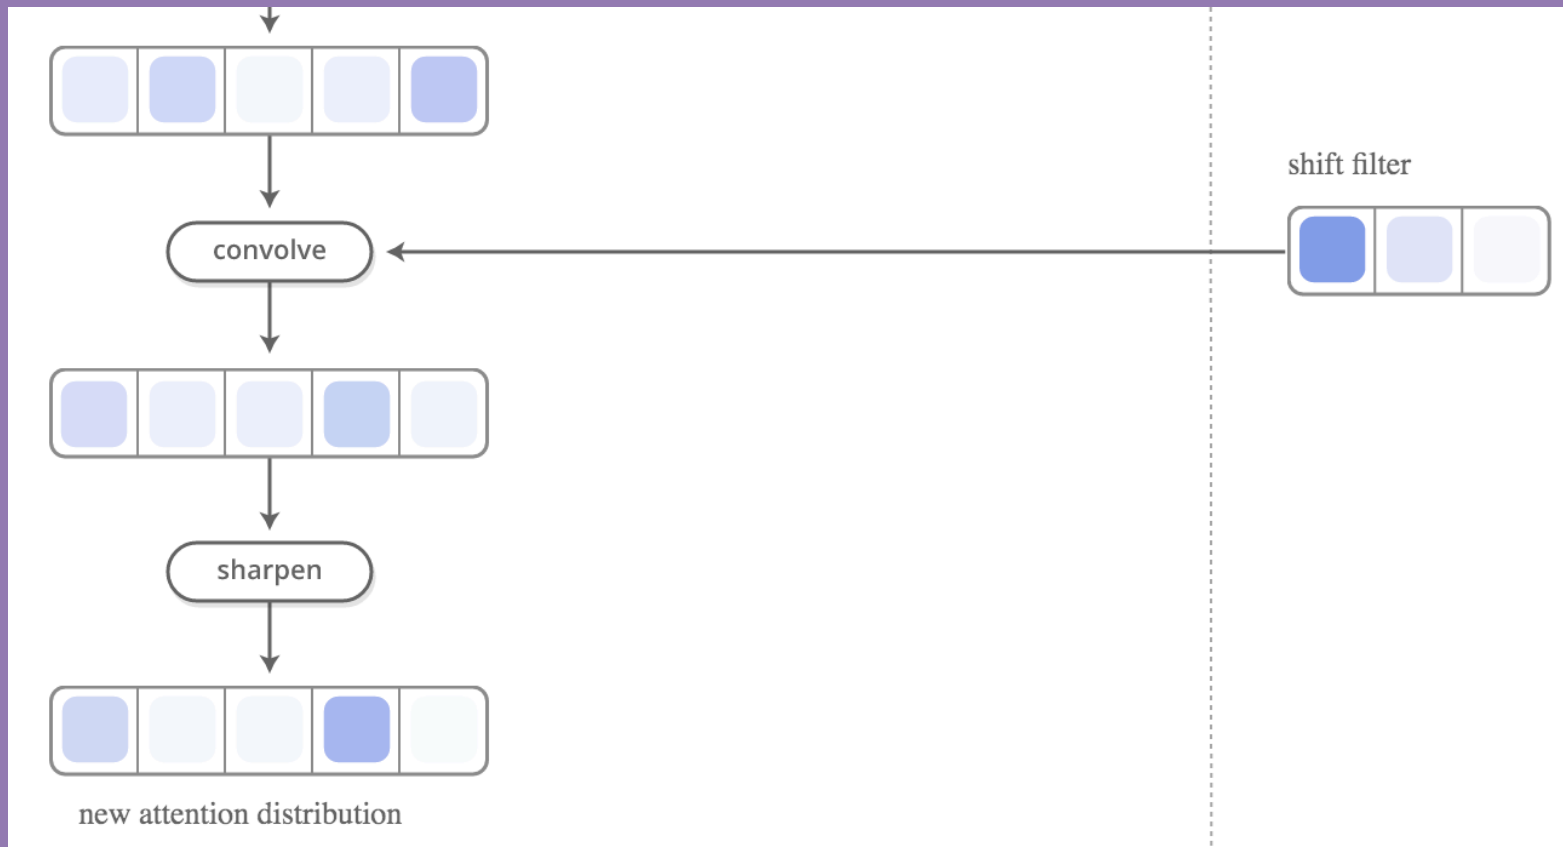 shift filter
convolve
sharpen
new attention distribution